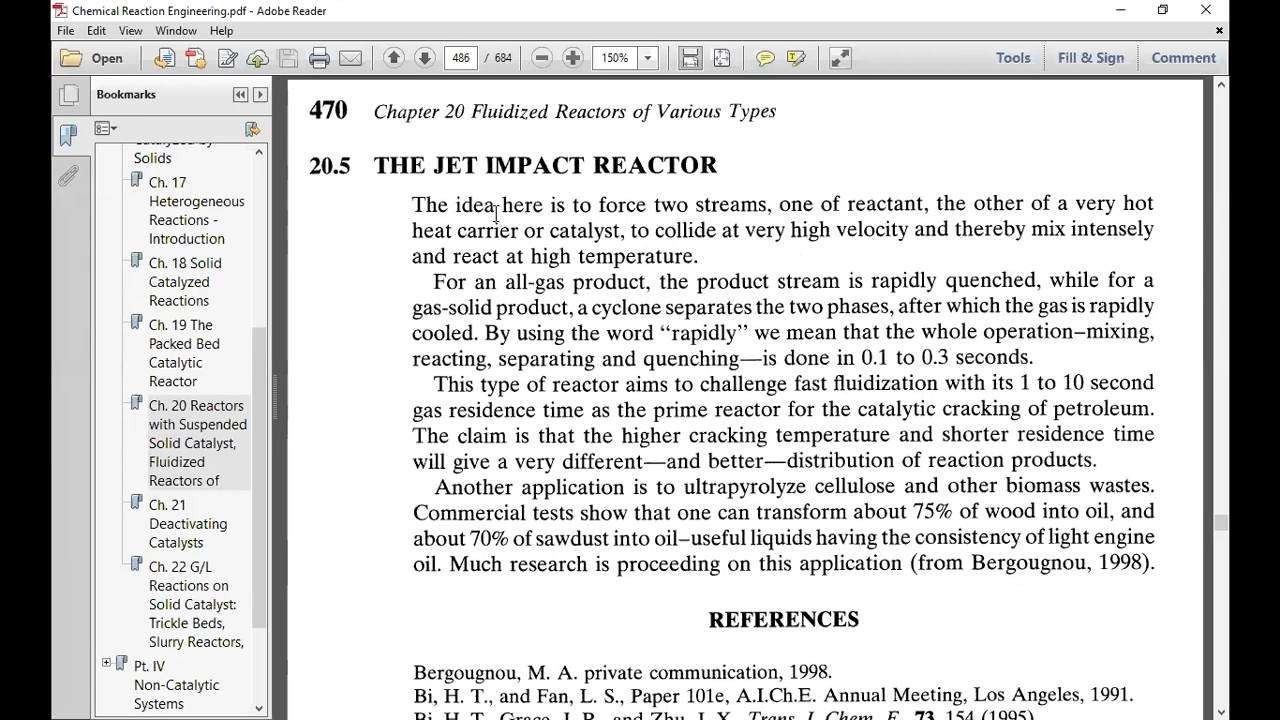 Chemical Reaction Engineering.pdf - Adobe Reader
File Edit View Window Help
Open 486 / 684 150% Tools Fill & Sign Comment
Bookmarks
Catalyzed by
Solids
Ch. 17
Heterogeneous
Reactions -
Introduction
Ch. 18 Solid
Catalyzed
Reactions
Ch. 19 The
Packed Bed
Catalytic
Reactor
Ch. 20 Reactors
with Suspended
Solid Catalyst,
Fluidized
Reactors of
Ch. 21
Deactivating
Catalysts
Ch. 22 G/L
Reactions on
Solid Catalyst:
Trickle Beds,
Slurry Reactors,
Pt. IV
Non-Catalytic
Systems
470 Chapter 20 Fluidized Reactors of Various Types
20.5 THE JET IMPACT REACTOR
The idea here is to force two streams, one of reactant, the other of a very hot
heat carrier or catalyst, to collide at very high velocity and thereby mix intensely
and react at high temperature.
For an all-gas product, the product stream is rapidly quenched, while for a
gas-solid product, a cyclone separates the two phases, after which the gas is rapidly
cooled. By using the word “rapidly” we mean that the whole operation–mixing,
reacting, separating and quenching—is done in 0.1 to 0.3 seconds.
This type of reactor aims to challenge fast fluidization with its 1 to 10 second
gas residence time as the prime reactor for the catalytic cracking of petroleum.
The claim is that the higher cracking temperature and shorter residence time
will give a very different—and better—distribution of reaction products.
Another application is to ultrapyrolyze cellulose and other biomass wastes.
Commercial tests show that one can transform about 75% of wood into oil, and
about 70% of sawdust into oil–useful liquids having the consistency of light engine
oil. Much research is proceeding on this application (from Bergougnou, 1998).
REFERENCES
Bergougnou, M. A. private communication, 1998.
Bi, H. T., and Fan, L. S., Paper 101e, A.I.Ch.E. Annual Meeting, Los Angeles, 1991.
Bi, H. T., Grace, J. R., and Zhu, J. X., Trans. I. Chem. E., 73, 154 (1995).